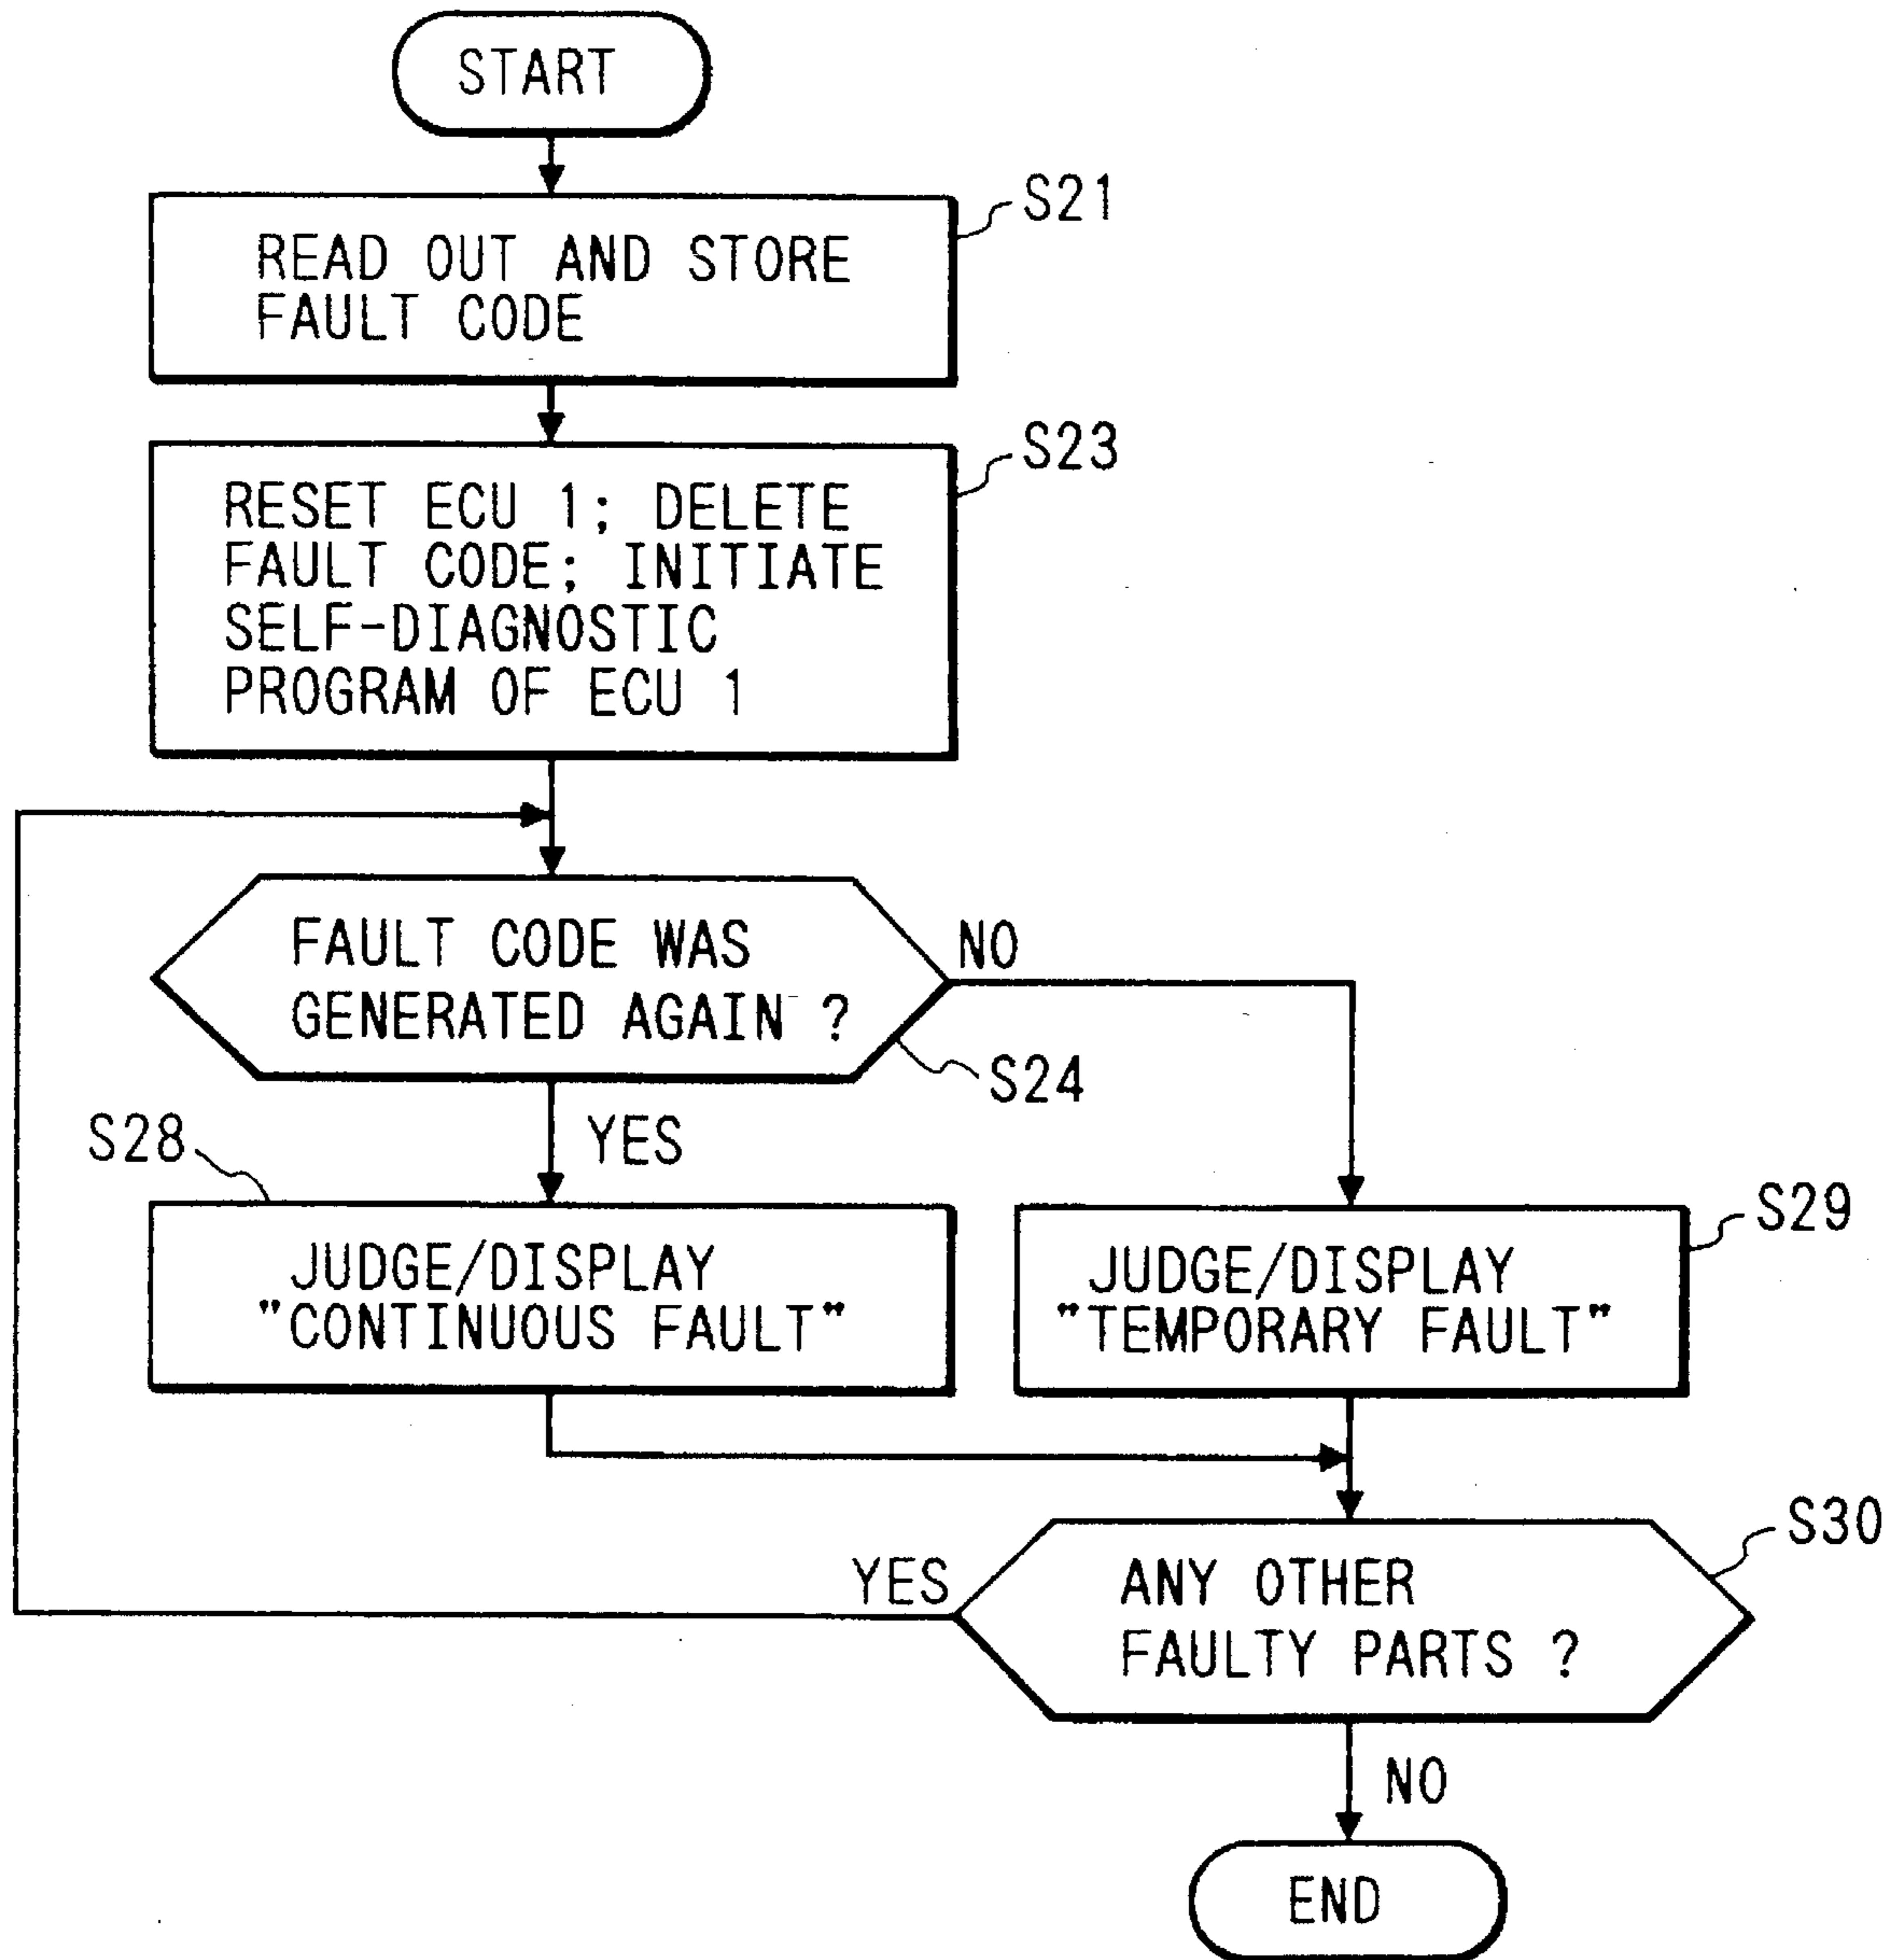 START
S21
READ OUT AND STORE
FAULT CODE
S23
RESET ECU 1; DELETE
FAULT CODE; INITIATE
SELF-DIAGNOSTIC
PROGRAM OF ECU 1
FAULT CODE WAS
GENERATED AGAIN ?
NO
S24
YES
S28
JUDGE/DISPLAY
"CONTINUOUS FAULT"
S29
JUDGE/DISPLAY
"TEMPORARY FAULT"
S30
YES
ANY OTHER
FAULTY PARTS ?
NO
END